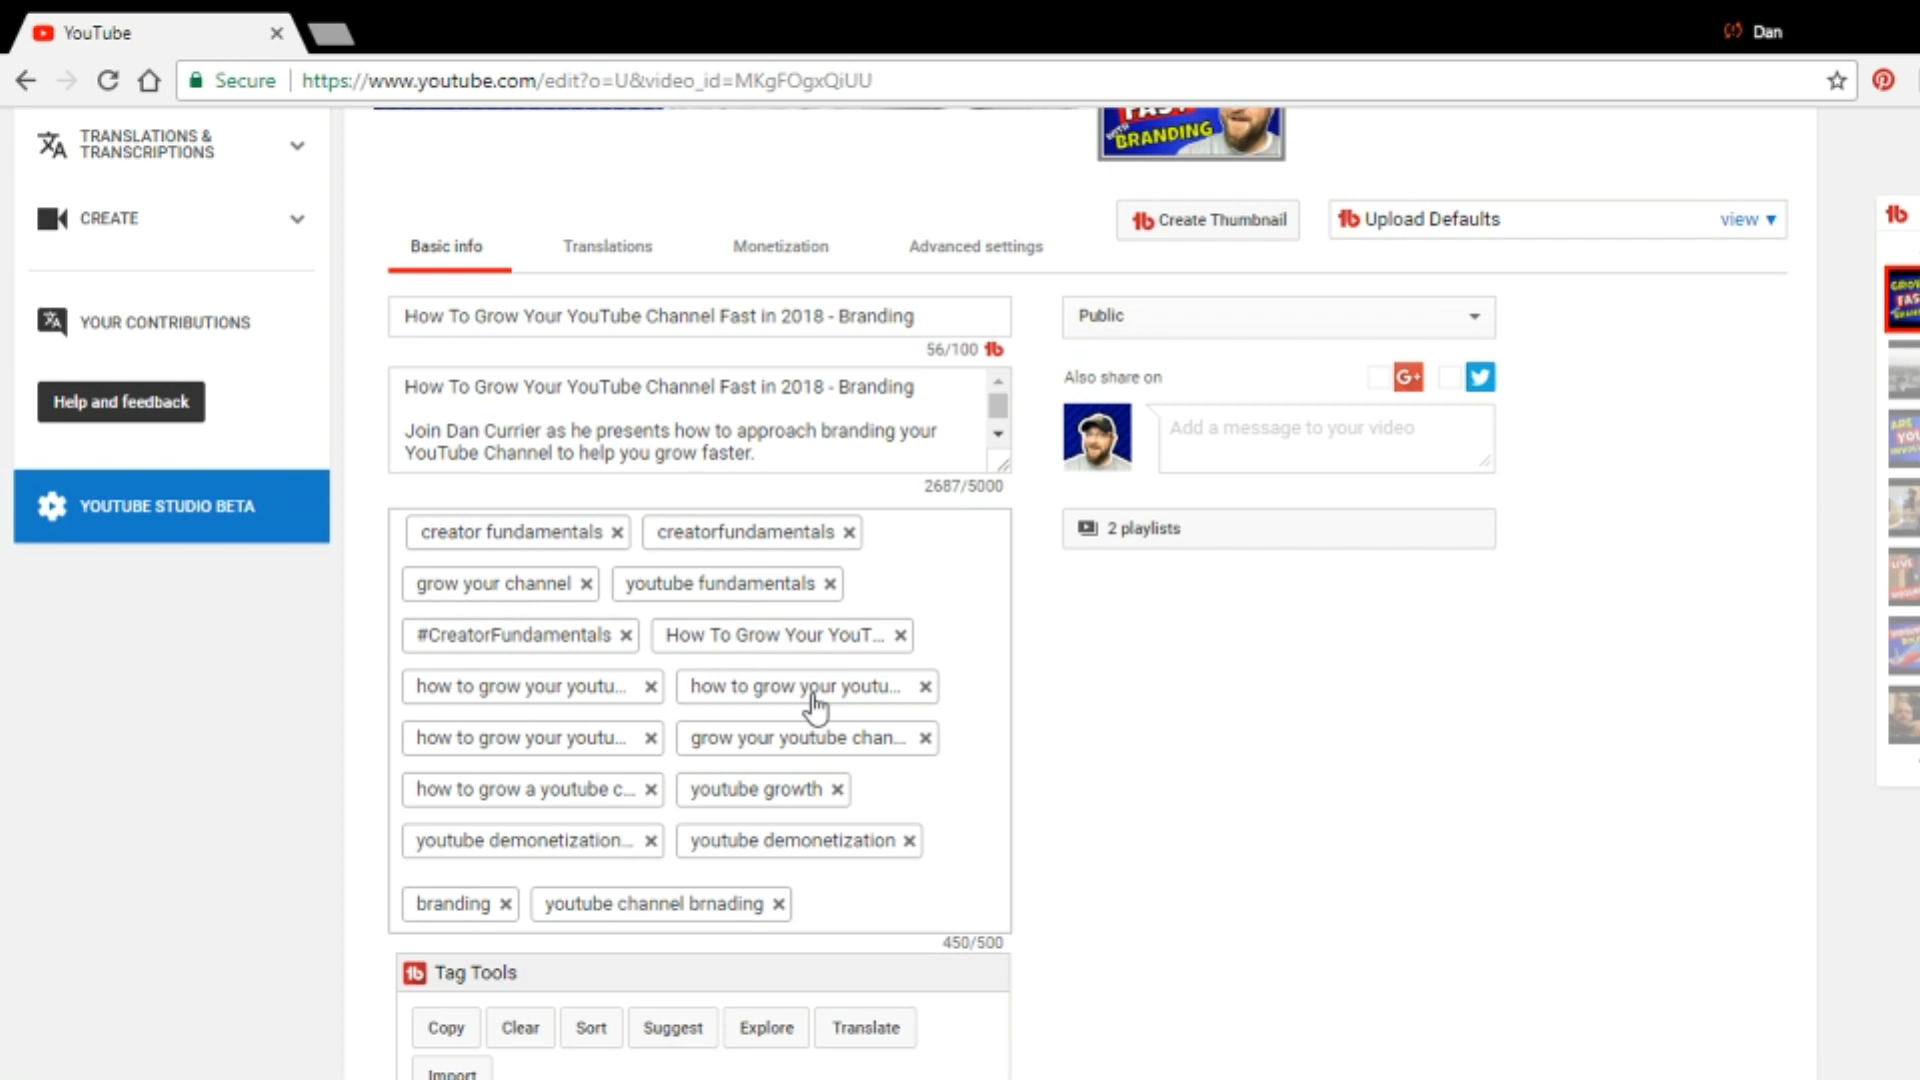 YouTube
Dan
Secure
https://www.youtube.com/edit?o=U&video_id=MKgFOgxQiUU
TRANSLATIONS &
TRANSCRIPTIONS
CREATE
YOUR CONTRIBUTIONS
Help and feedback
YOUTUBE STUDIO BETA
FAST
WITH
BRANDING
Create Thumbnail
Upload Defaults
view ▼
Basic info
Translations
Monetization
Advanced settings
How To Grow Your YouTube Channel Fast in 2018 - Branding
56/100
How To Grow Your YouTube Channel Fast in 2018 - Branding
Join Dan Currier as he presents how to approach branding your
YouTube Channel to help you grow faster.
2687/5000
Public
Also share on
G+
Add a message to your video
2 playlists
creator fundamentals ×
creatorfundamentals ×
grow your channel ×
youtube fundamentals ×
#CreatorFundamentals ×
How To Grow Your YouT... ×
how to grow your youtu... ×
how to grow your youtu... ×
how to grow your youtu... ×
grow your youtube chan... ×
how to grow a youtube c... ×
youtube growth ×
youtube demonetization... ×
youtube demonetization ×
branding ×
youtube channel brnading ×
450/500
Tag Tools
Copy
Clear
Sort
Suggest
Explore
Translate
Import